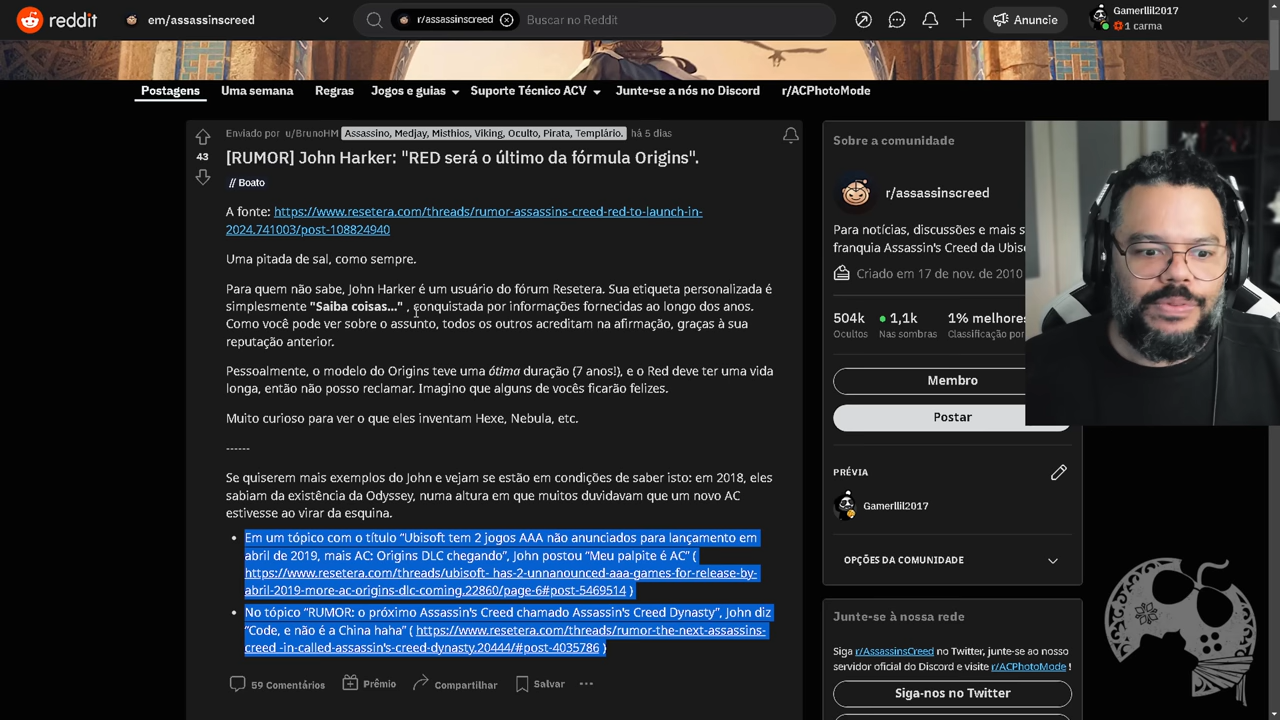 reddit
em/assassinscreed
r/assassinscreed
Buscar no Reddit
Anuncie
Gamerllil2017
1 carma
Postagens
Uma semana
Regras
Jogos e guias
Suporte Técnico ACV
Junte-se a nós no Discord
r/ACPhotoMode
Enviado por u/BrunoHM Assassino, Medjay, Misthios, Viking, Oculto, Pirata, Templário. há 5 dias
43
[RUMOR] John Harker: "RED será o último da fórmula Origins".
// Boato
A fonte: https://www.resetera.com/threads/rumor-assassins-creed-red-to-launch-in-
2024.741003/post-108824940
Uma pitada de sal, como sempre.
Para quem não sabe, John Harker é um usuário do fórum Resetera. Sua etiqueta personalizada é
simplesmente "Saiba coisas..." , conquistada por informações fornecidas ao longo dos anos.
Como você pode ver sobre o assunto, todos os outros acreditam na afirmação, graças à sua
reputação anterior.
Pessoalmente, o modelo do Origins teve uma ótima duração (7 anos!), e o Red deve ter uma vida
longa, então não posso reclamar. Imagino que alguns de vocês ficarão felizes.
Muito curioso para ver o que eles inventam Hexe, Nebula, etc.
------
Se quiserem mais exemplos do John e vejam se estão em condições de saber isto: em 2018, eles
sabiam da existência da Odyssey, numa altura em que muitos duvidavam que um novo AC
estivesse ao virar da esquina.
• Em um tópico com o título “Ubisoft tem 2 jogos AAA não anunciados para lançamento em
abril de 2019, mais AC: Origins DLC chegando”, John postou “Meu palpite é AC” (
https://www.resetera.com/threads/ubisoft- has-2-unnanounced-aaa-games-for-release-by-
abril-2019-more-ac-origins-dlc-coming.22860/page-6#post-5469514 )
• No tópico “RUMOR: o próximo Assassin's Creed chamado Assassin's Creed Dynasty”, John diz
“Code, e não é a China haha” ( https://www.resetera.com/threads/rumor-the-next-assassins-
creed -in-called-assassin's-creed-dynasty.20444/#post-4035786 )
59 Comentários
Prêmio
Compartilhar
Salvar
Sobre a comunidade
r/assassinscreed
Para notícias, discussões e mais s
franquia Assassin's Creed da Ubis
Criado em 17 de nov. de 2010
504k
1,1k
1% melhore
Ocultos
Nas sombras
Classificação por
Membro
Postar
PRÉVIA
Gamerllil2017
OPÇÕES DA COMUNIDADE
Junte-se à nossa rede
Siga r/AssassinsCreed no Twitter, junte-se ao nosso
servidor oficial do Discord e visite r/ACPhotoMode !
Siga-nos no Twitter